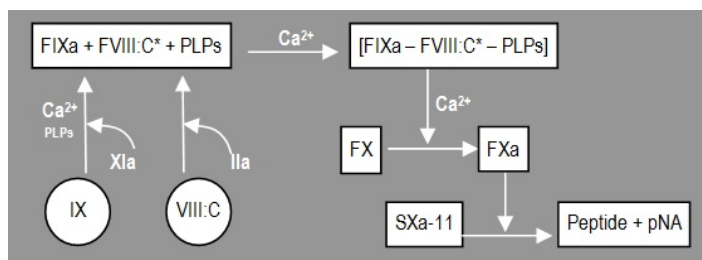 FIXa + FVIII:C* + PLPs
Ca²⁺
[FIXa – FVIII:C* – PLPs]
Ca²⁺
PLPs
XIa
IIa
Ca²⁺
FX
FXa
IX
VIII:C
SXa-11
Peptide + pNA